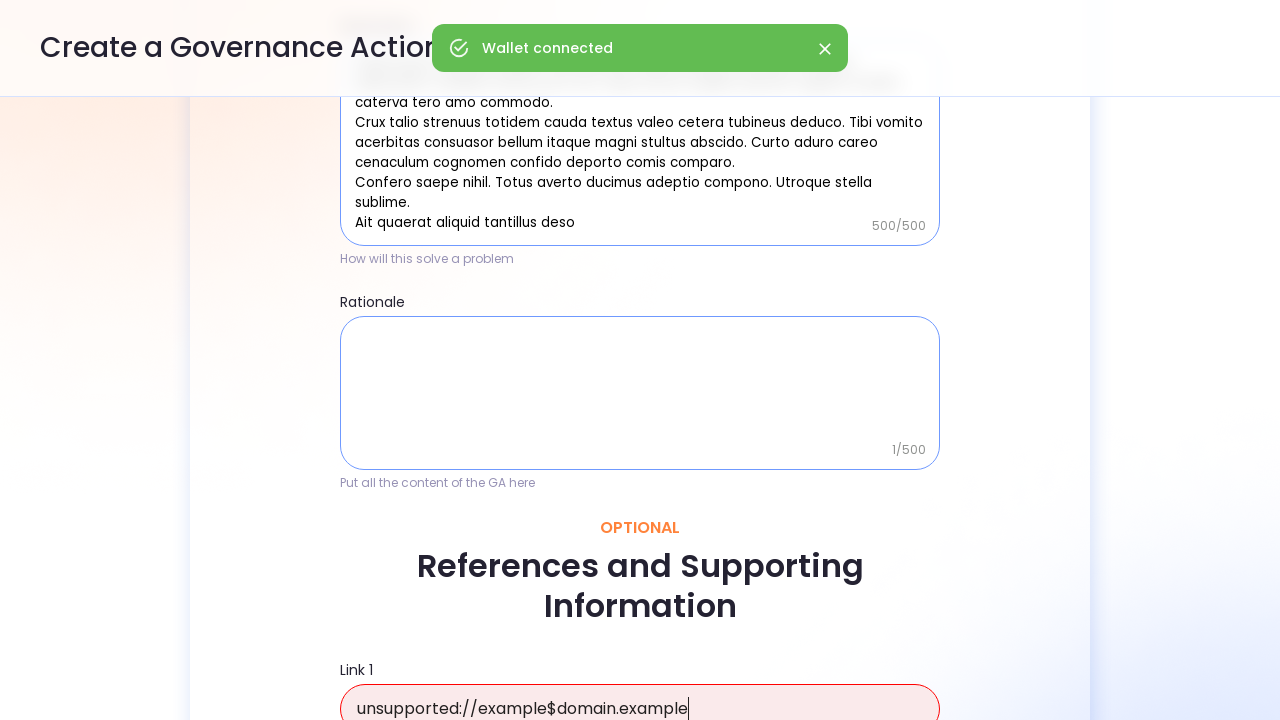 Create a Governance Action
Wallet connected
caterva tero amo commodo.
Crux talio strenuus totidem cauda textus valeo cetera tubineus deduco. Tibi vomito
acerbitas consuasor bellum itaque magni stultus abscido. Curto aduro careo
cenaculum cognomen confido deporto comis comparo.
Confero saepe nihil. Totus averto ducimus adeptio compono. Utroque stella
sublime.
Ait quaerat aliquid tantillus deso
500/500
How will this solve a problem
Rationale
1/500
Put all the content of the GA here
OPTIONAL
References and Supporting
Information
Link 1
unsupported://example$domain.example